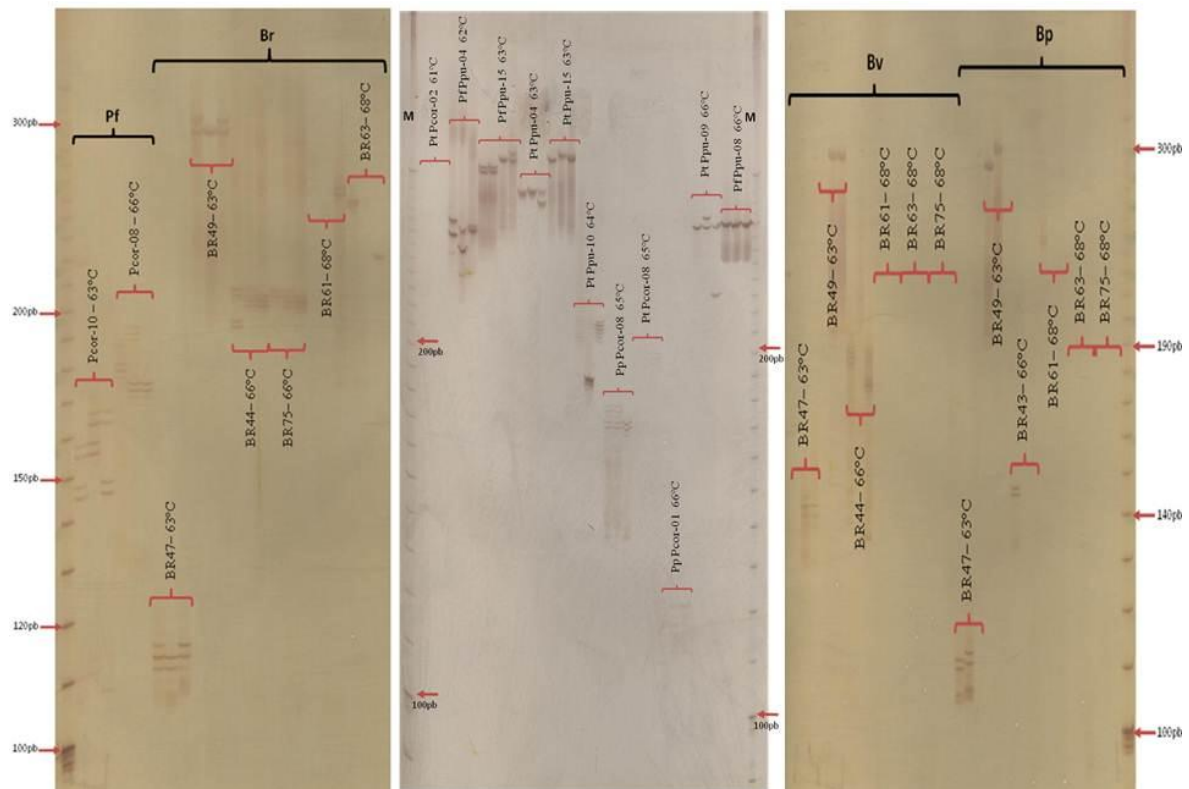 Br
Pf
300pb
200pb
150pb
120pb
100pb
Pcor-10–63°C
Pcor-08–66°C
BR47–63°C
BR49–63°C
BR44–66°C
BR75–66°C
BR61–68°C
BR63–68°C
M
M
Pt Pcor-02 61°C
Pf Ppu-04 62°C
Pf Ppu-15 63°C
Pt Ppu-04 63°C
Pt Ppu-15 63°C
Pt Ppu-10 64°C
Pp Pcor-08 65°C
Pt Pcor-08 65°C
Pp Pcor-01 66°C
Pt Ppu-09 66°C
Pf Ppu-08 66°C
200pb
200pb
100pb
100pb
Bv
Bp
BR47–63°C
BR49–63°C
BR44–66°C
BR61–68°C
BR63–68°C
BR75–68°C
BR47–63°C
BR49–63°C
BR43–66°C
BR61–68°C
BR63–68°C
BR75–68°C
300pb
190pb
140pb
100pb